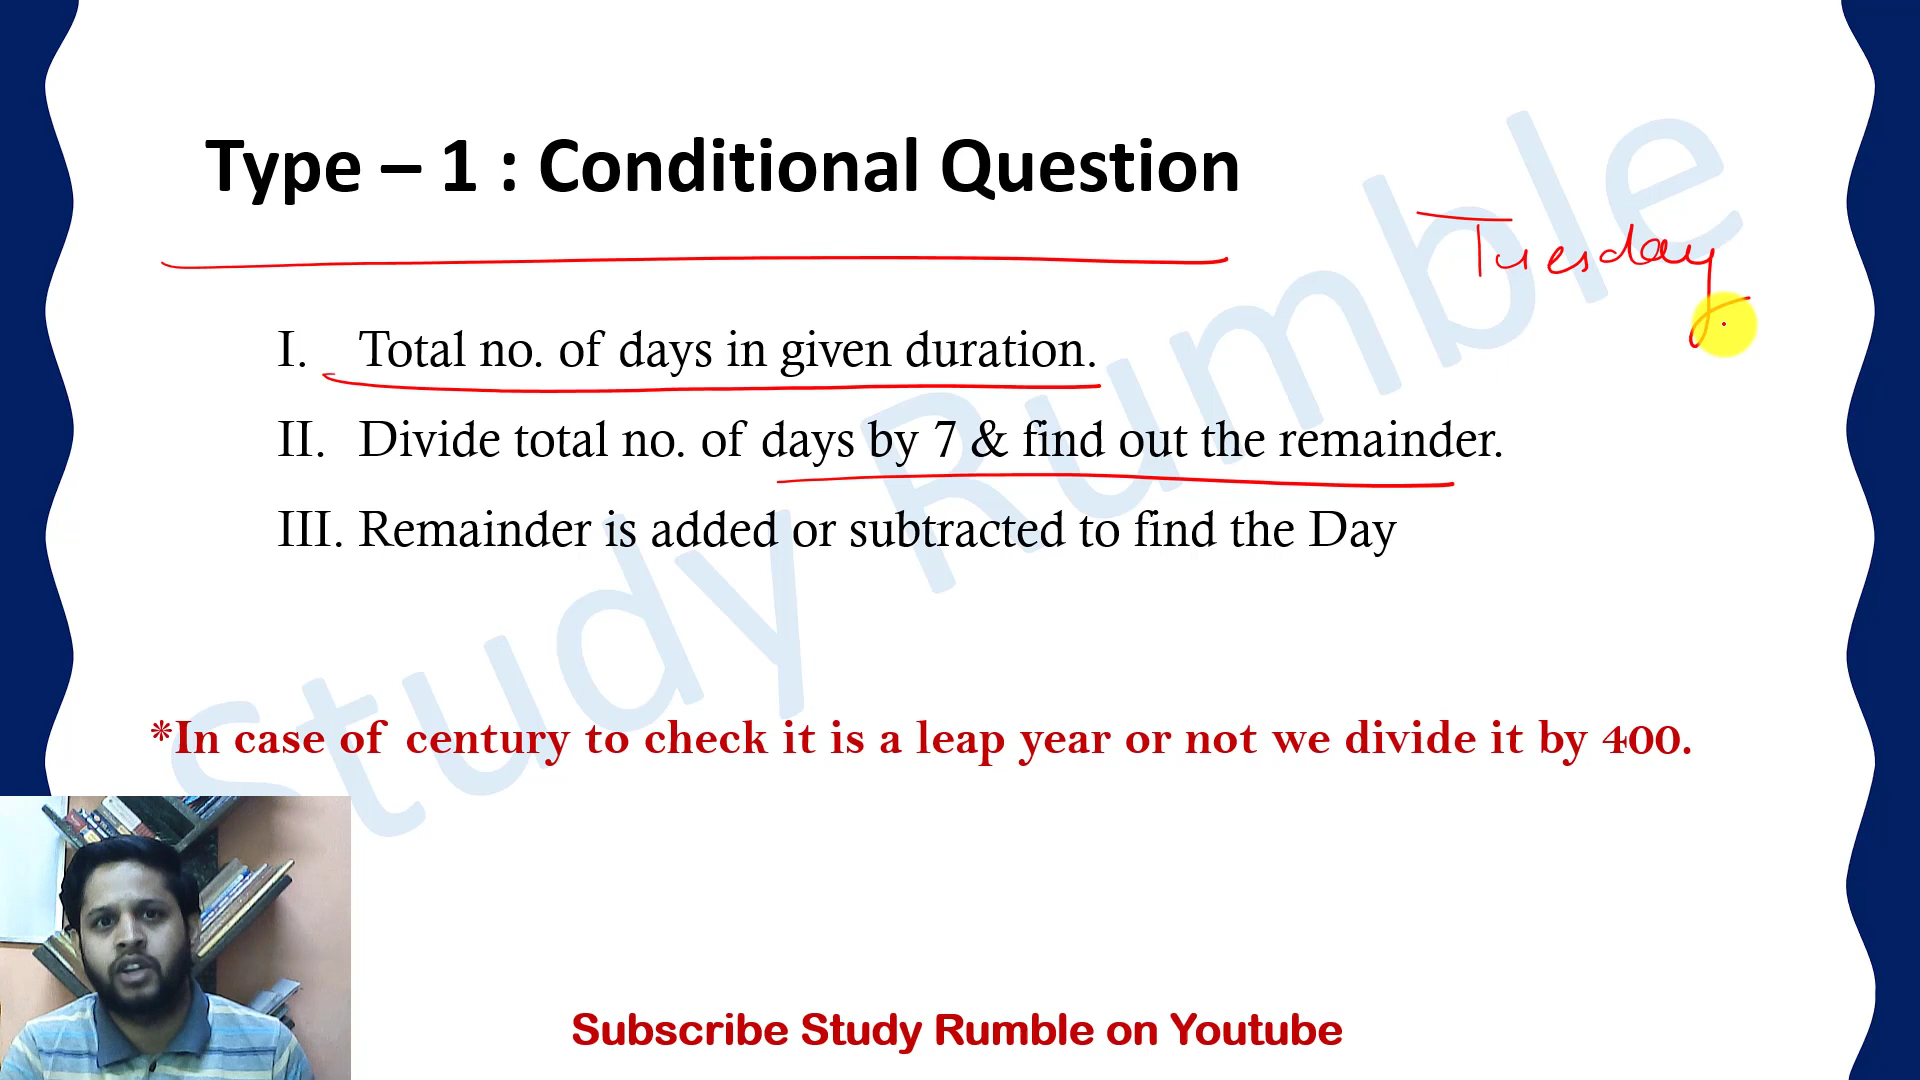 Type – 1 : Conditional Question
Tuesday
I. Total no. of days in given duration.
II. Divide total no. of days by 7 & find out the remainder.
III. Remainder is added or subtracted to find the Day
Study Rumble
*In case of century to check it is a leap year or not we divide it by 400.
Subscribe Study Rumble on Youtube